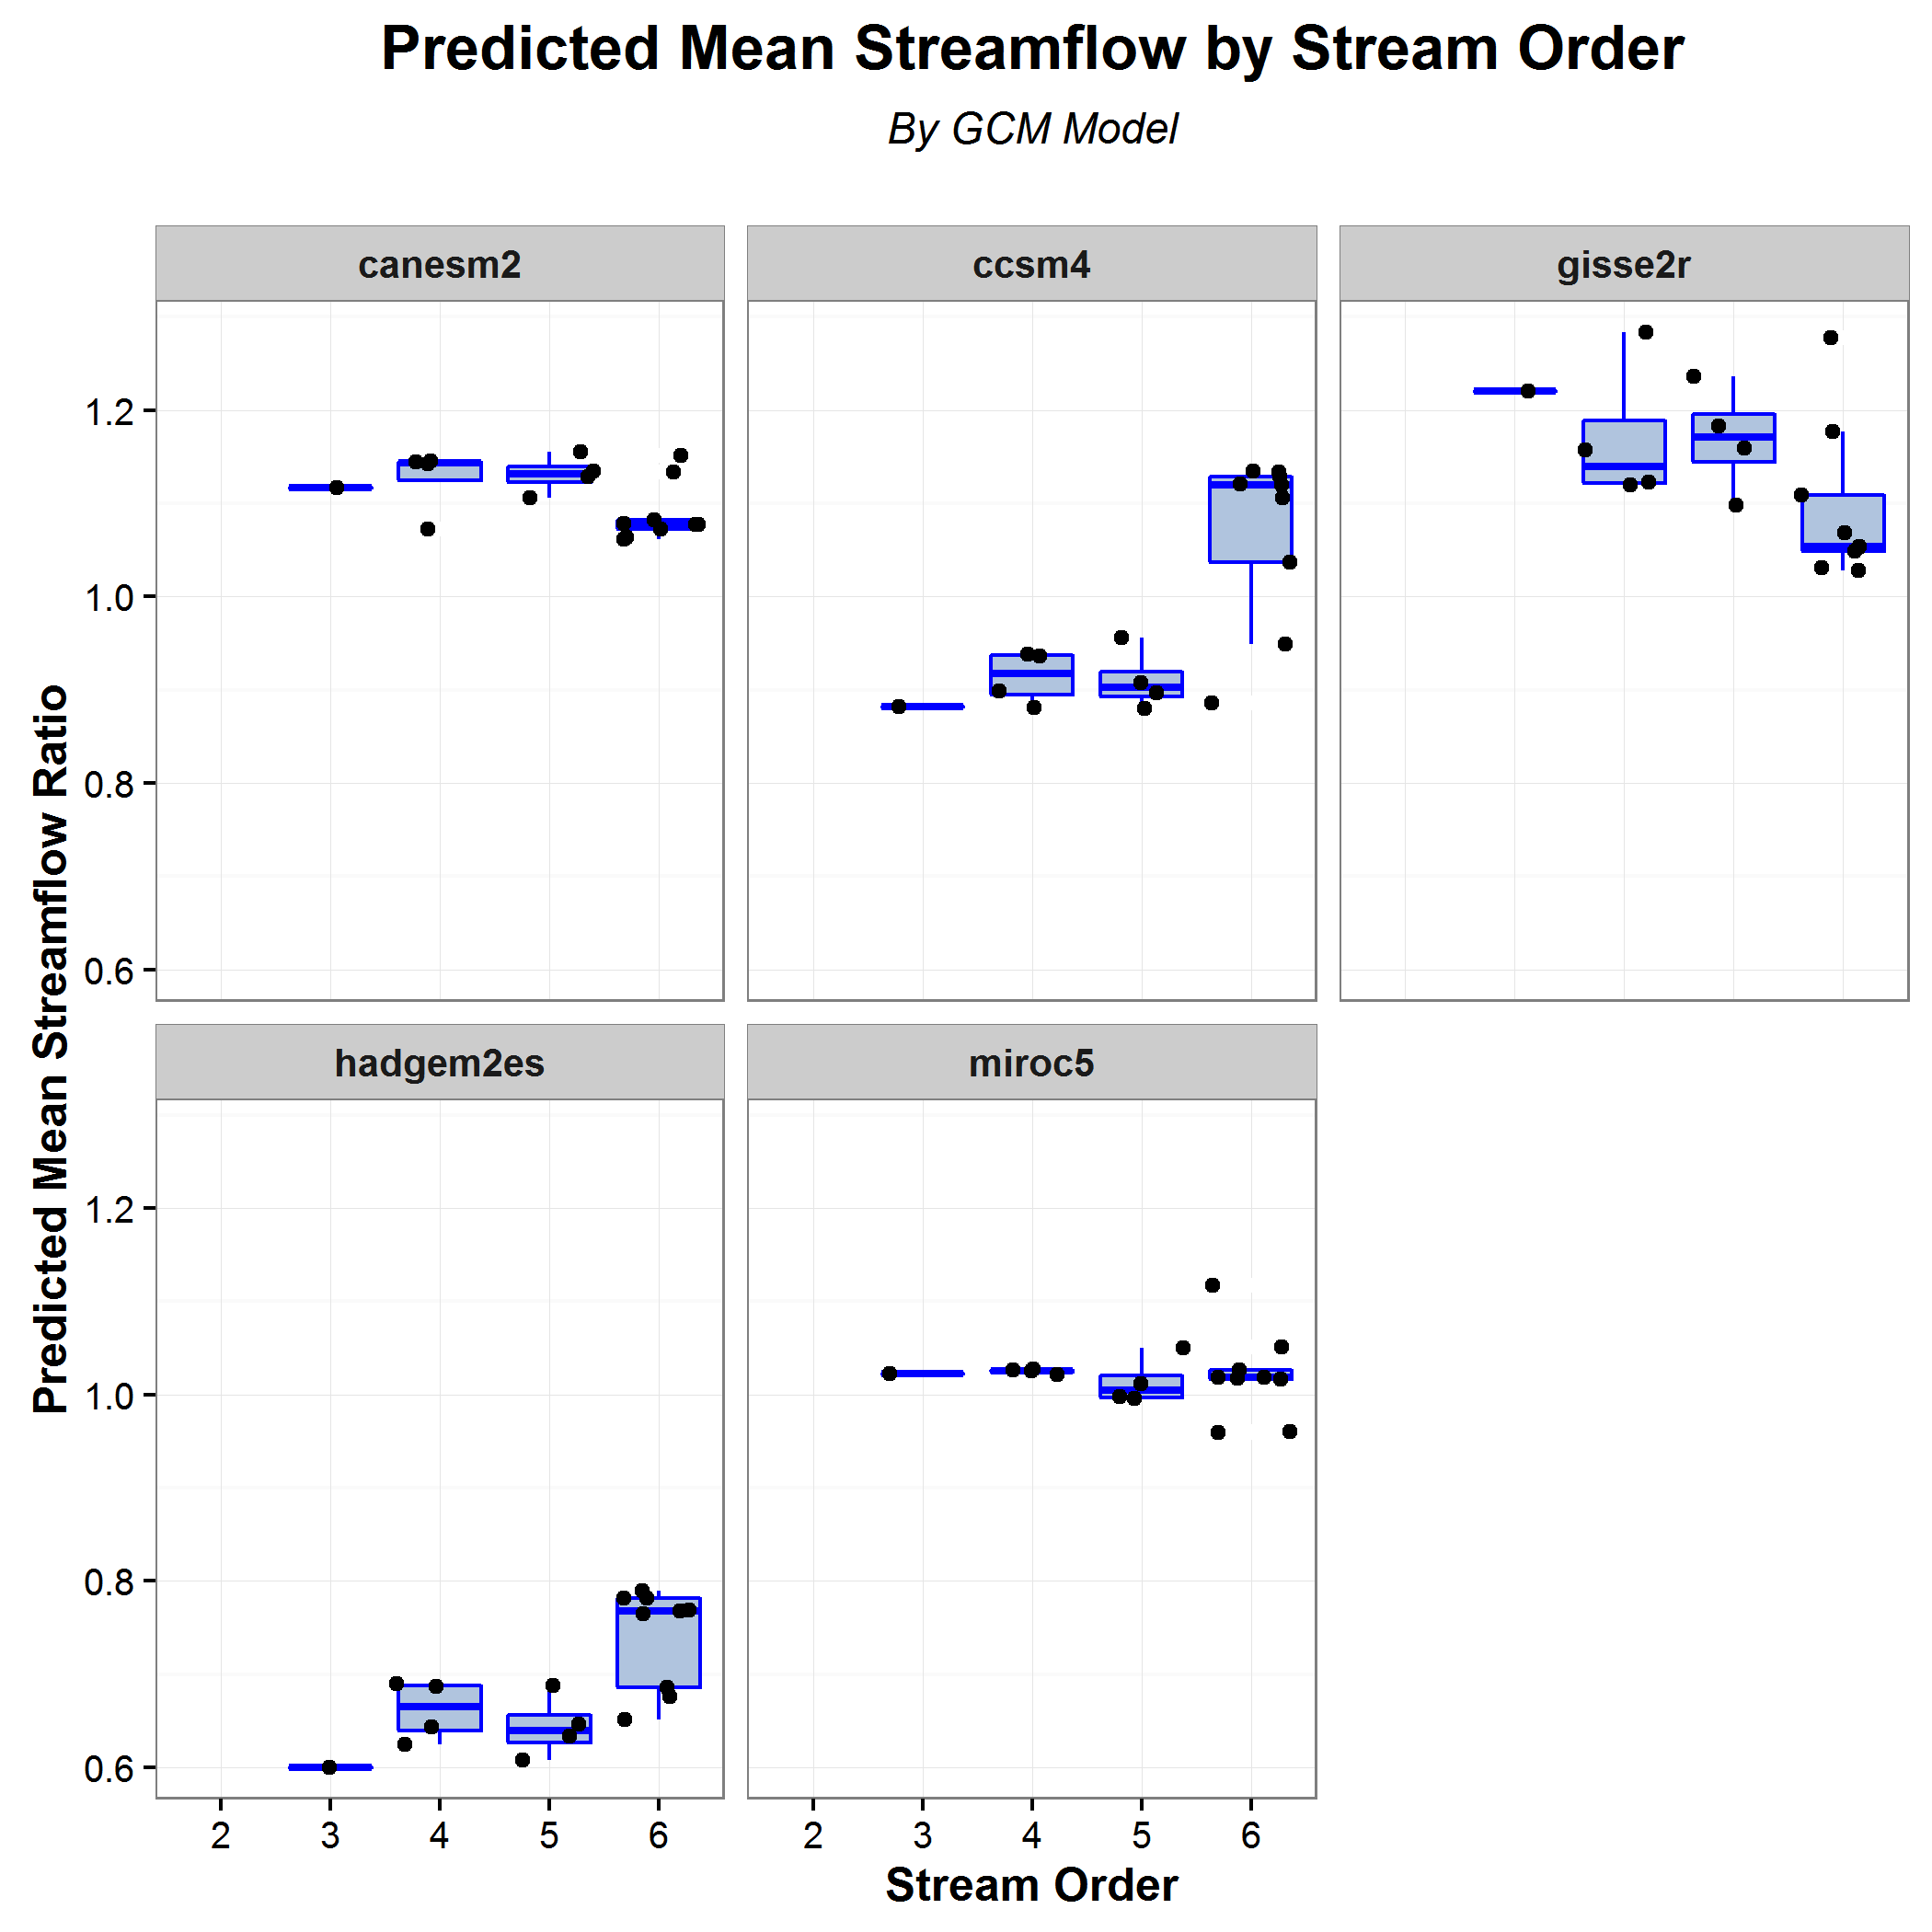 Predicted Mean Streamflow by Stream Order
By GCM Model
canesm2
ccsm4
gisse2r
1.2
1.0
0.8
0.6
Predicted Mean Streamflow Ratio
hadgem2es
miroc5
1.2
1.0
0.8
0.6
2 3 4 5 6
2 3 4 5 6
Stream Order